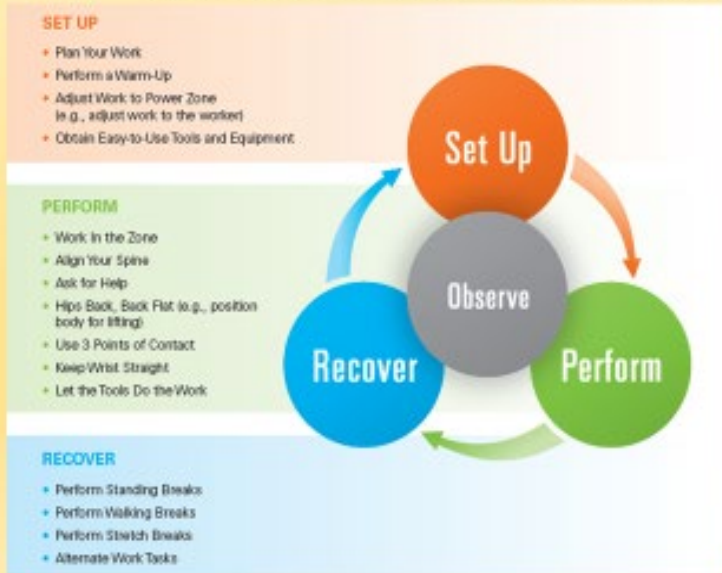 SET UP
• Plan Your Work
• Perform a Warm-Up
• Adjust Work to Power Zone
(e.g., adjust work to the worker)
• Obtain Easy-to-Use Tools and Equipment
PERFORM
• Work In the Zone
• Align Your Spine
• Ask for Help
• Hips Back, Back Flat (e.g., position
body for lifting)
• Use 3 Points of Contact
• Keep Wrist Straight
• Let the Tools Do the Work
RECOVER
• Perform Standing Breaks
• Perform Walking Breaks
• Perform Stretch Breaks
• Alternate Work Tasks
Set Up
Observe
Recover
Perform